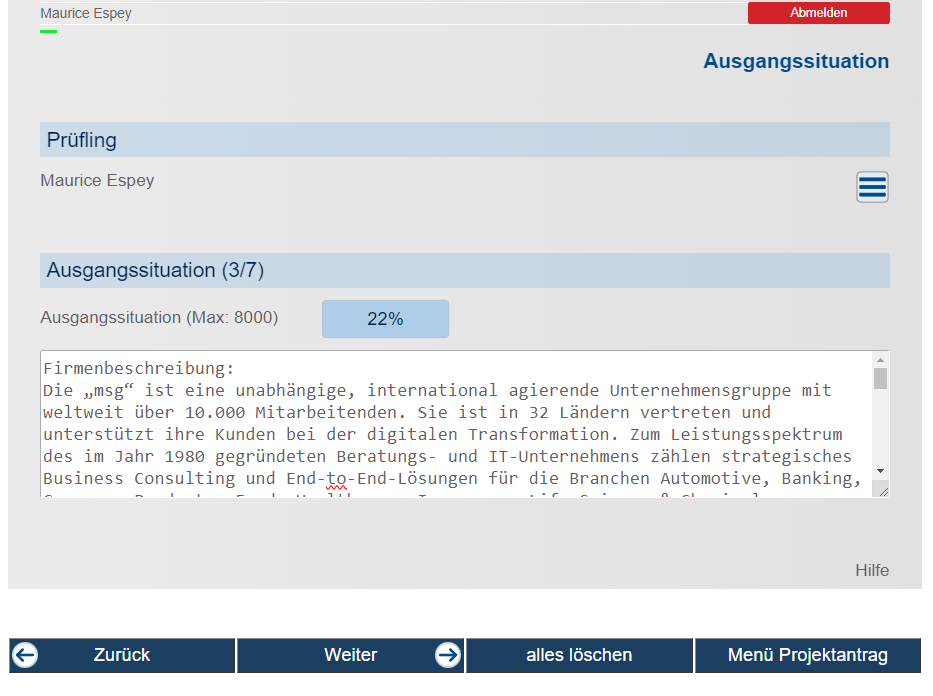 Maurice Espey
Abmelden
Ausgangssituation
Prüfling
Maurice Espey
Ausgangssituation (3/7)
Ausgangssituation (Max: 8000)
22%
Firmenbeschreibung:
Die „msg“ ist eine unabhängige, international agierende Unternehmensgruppe mit
weltweit über 10.000 Mitarbeitenden. Sie ist in 32 Ländern vertreten und
unterstützt ihre Kunden bei der digitalen Transformation. Zum Leistungsspektrum
des im Jahr 1980 gegründeten Beratungs- und IT-Unternehmens zählen strategisches
Business Consulting und End-to-End-Lösungen für die Branchen Automotive, Banking,
Hilfe
Zurück
Weiter
alles löschen
Menü Projektantrag